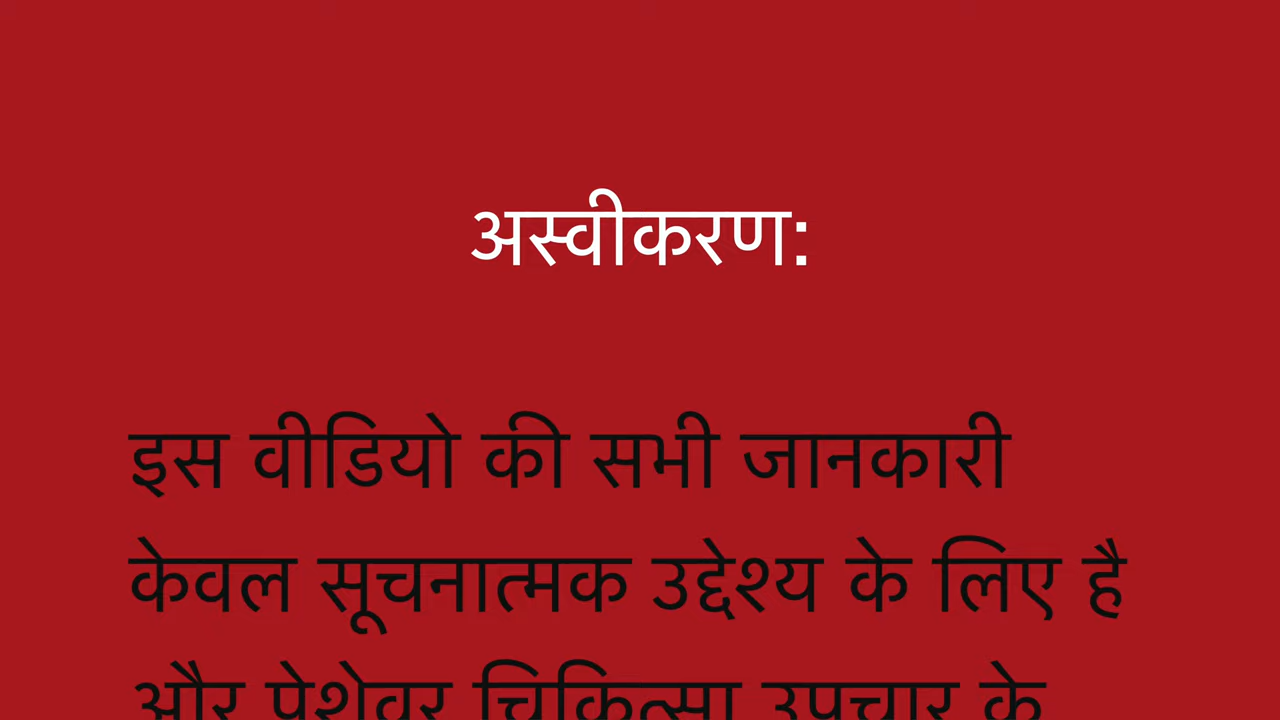 अस्वीकरण:
इस वीडियो की सभी जानकारी
केवल सूचनात्मक उद्देश्य के लिए है
और पेशेवर चिकित्सा उपचार के